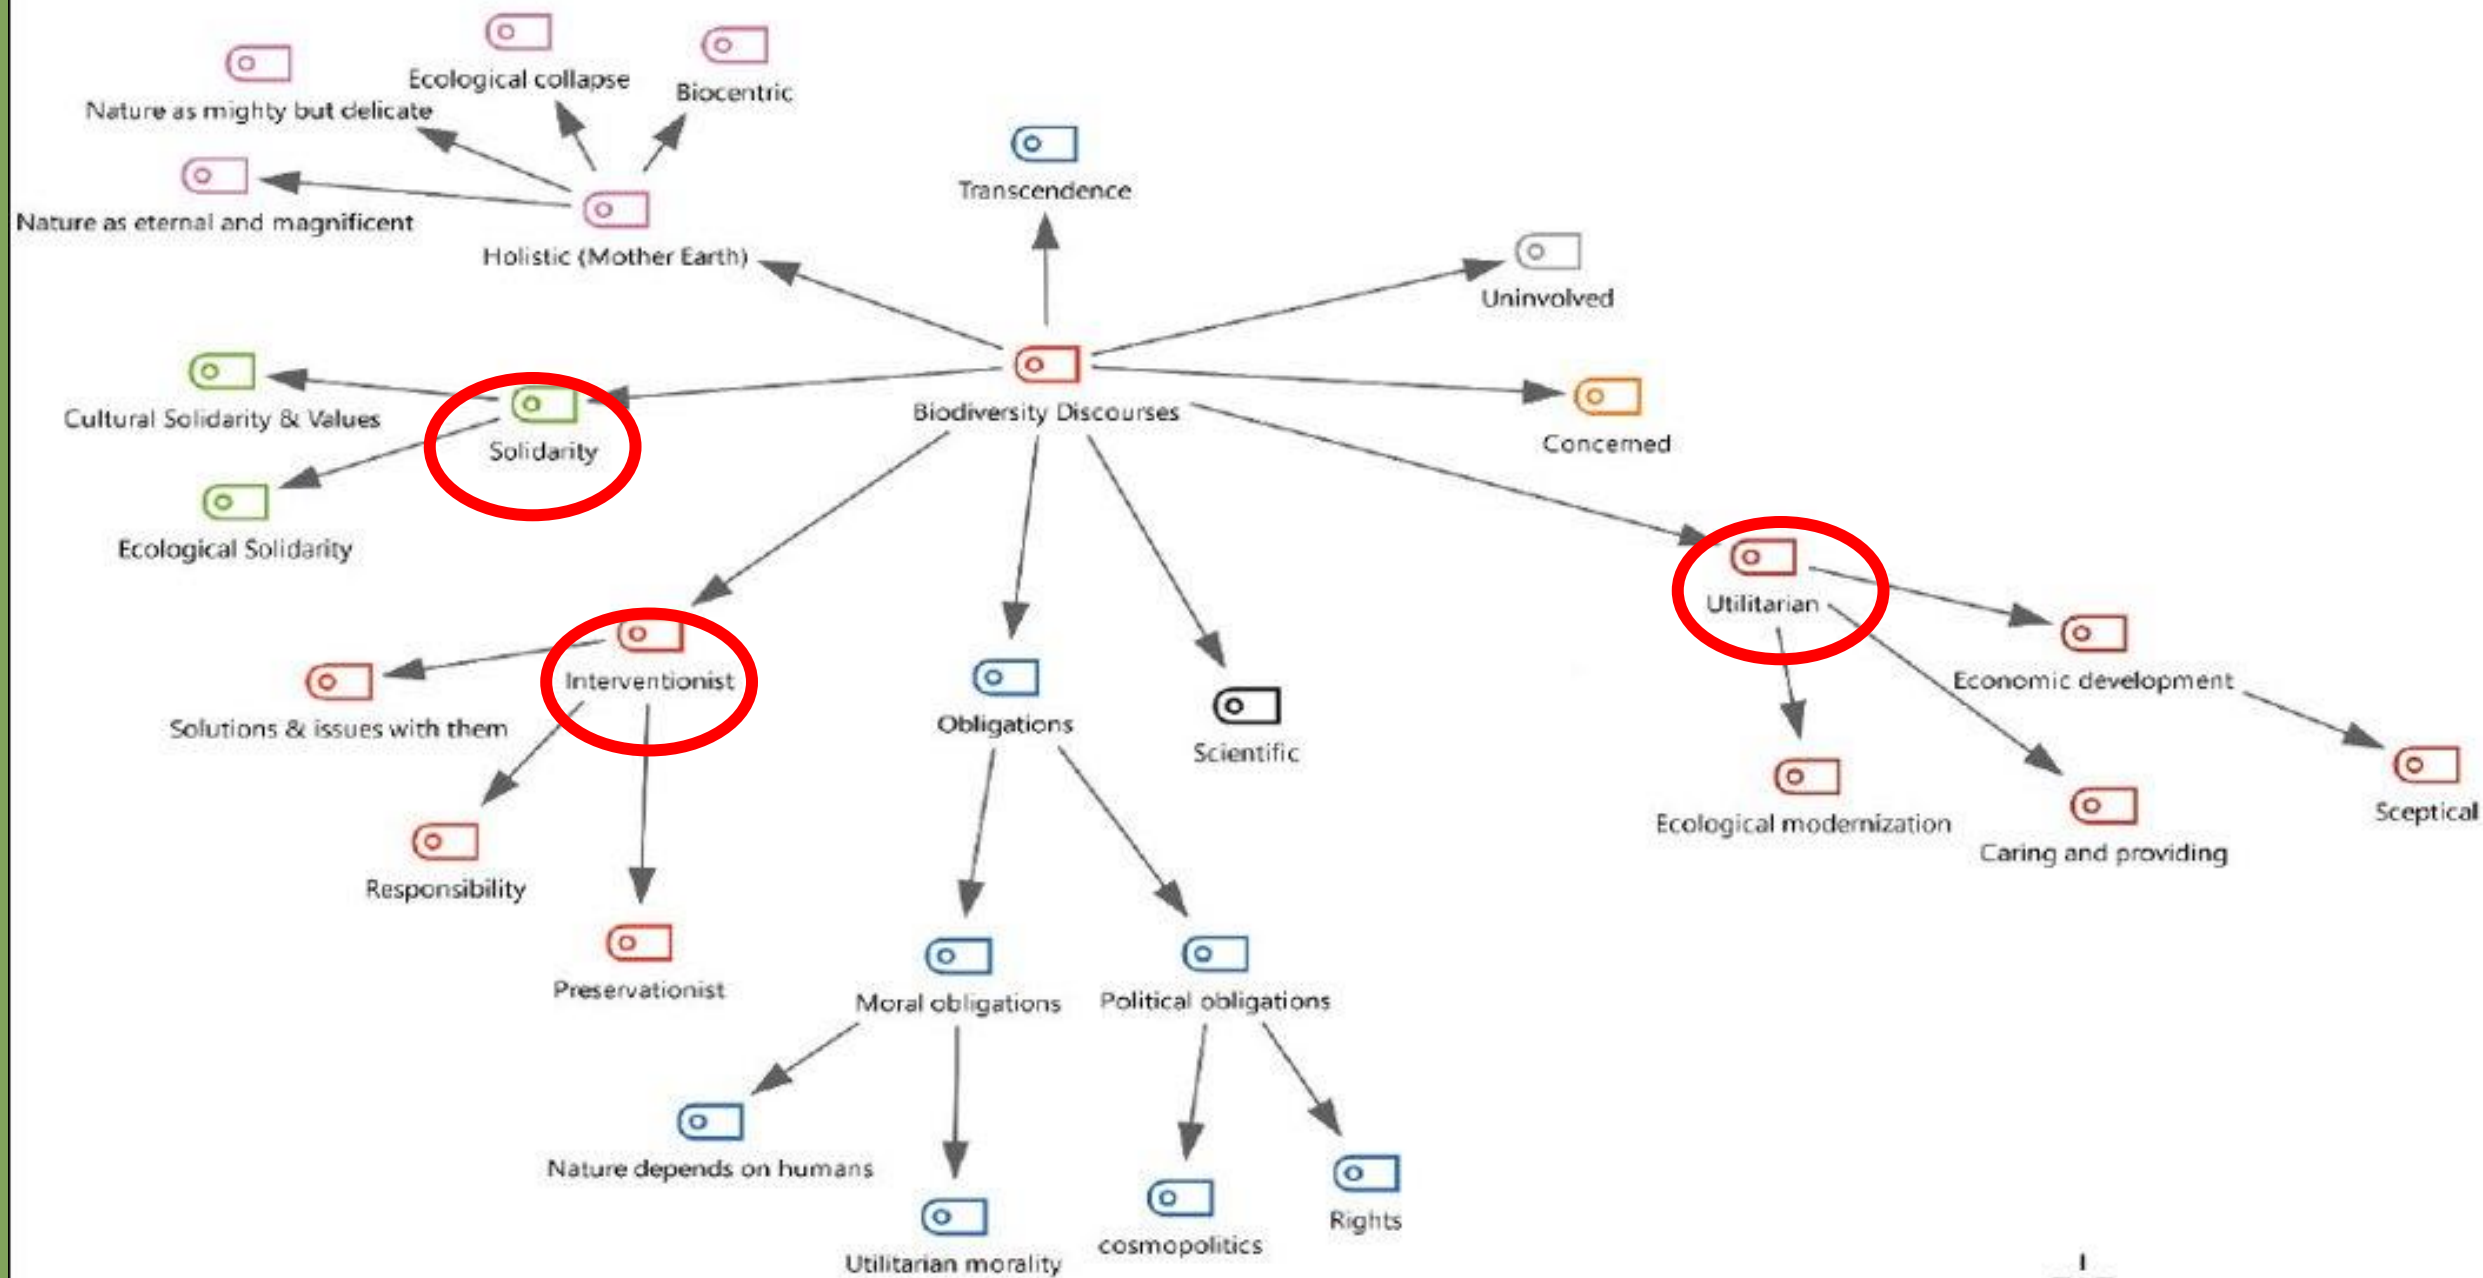 Ecological collapse
Biocentric
Nature as mighty but delicate
Transcendence
Nature as eternal and magnificent
Holistic (Mother Earth)
Uninvolved
Cultural Solidarity & Values
Solidarity
Biodiversity Discourses
Concerned
Ecological Solidarity
Utilitarian
Interventionist
Economic development
Solutions & issues with them
Obligations
Scientific
Sceptical
Ecological modernization
Caring and providing
Responsibility
Preservationist
Moral obligations
Political obligations
Nature depends on humans
Rights
cosmopolitics
Utilitarian morality